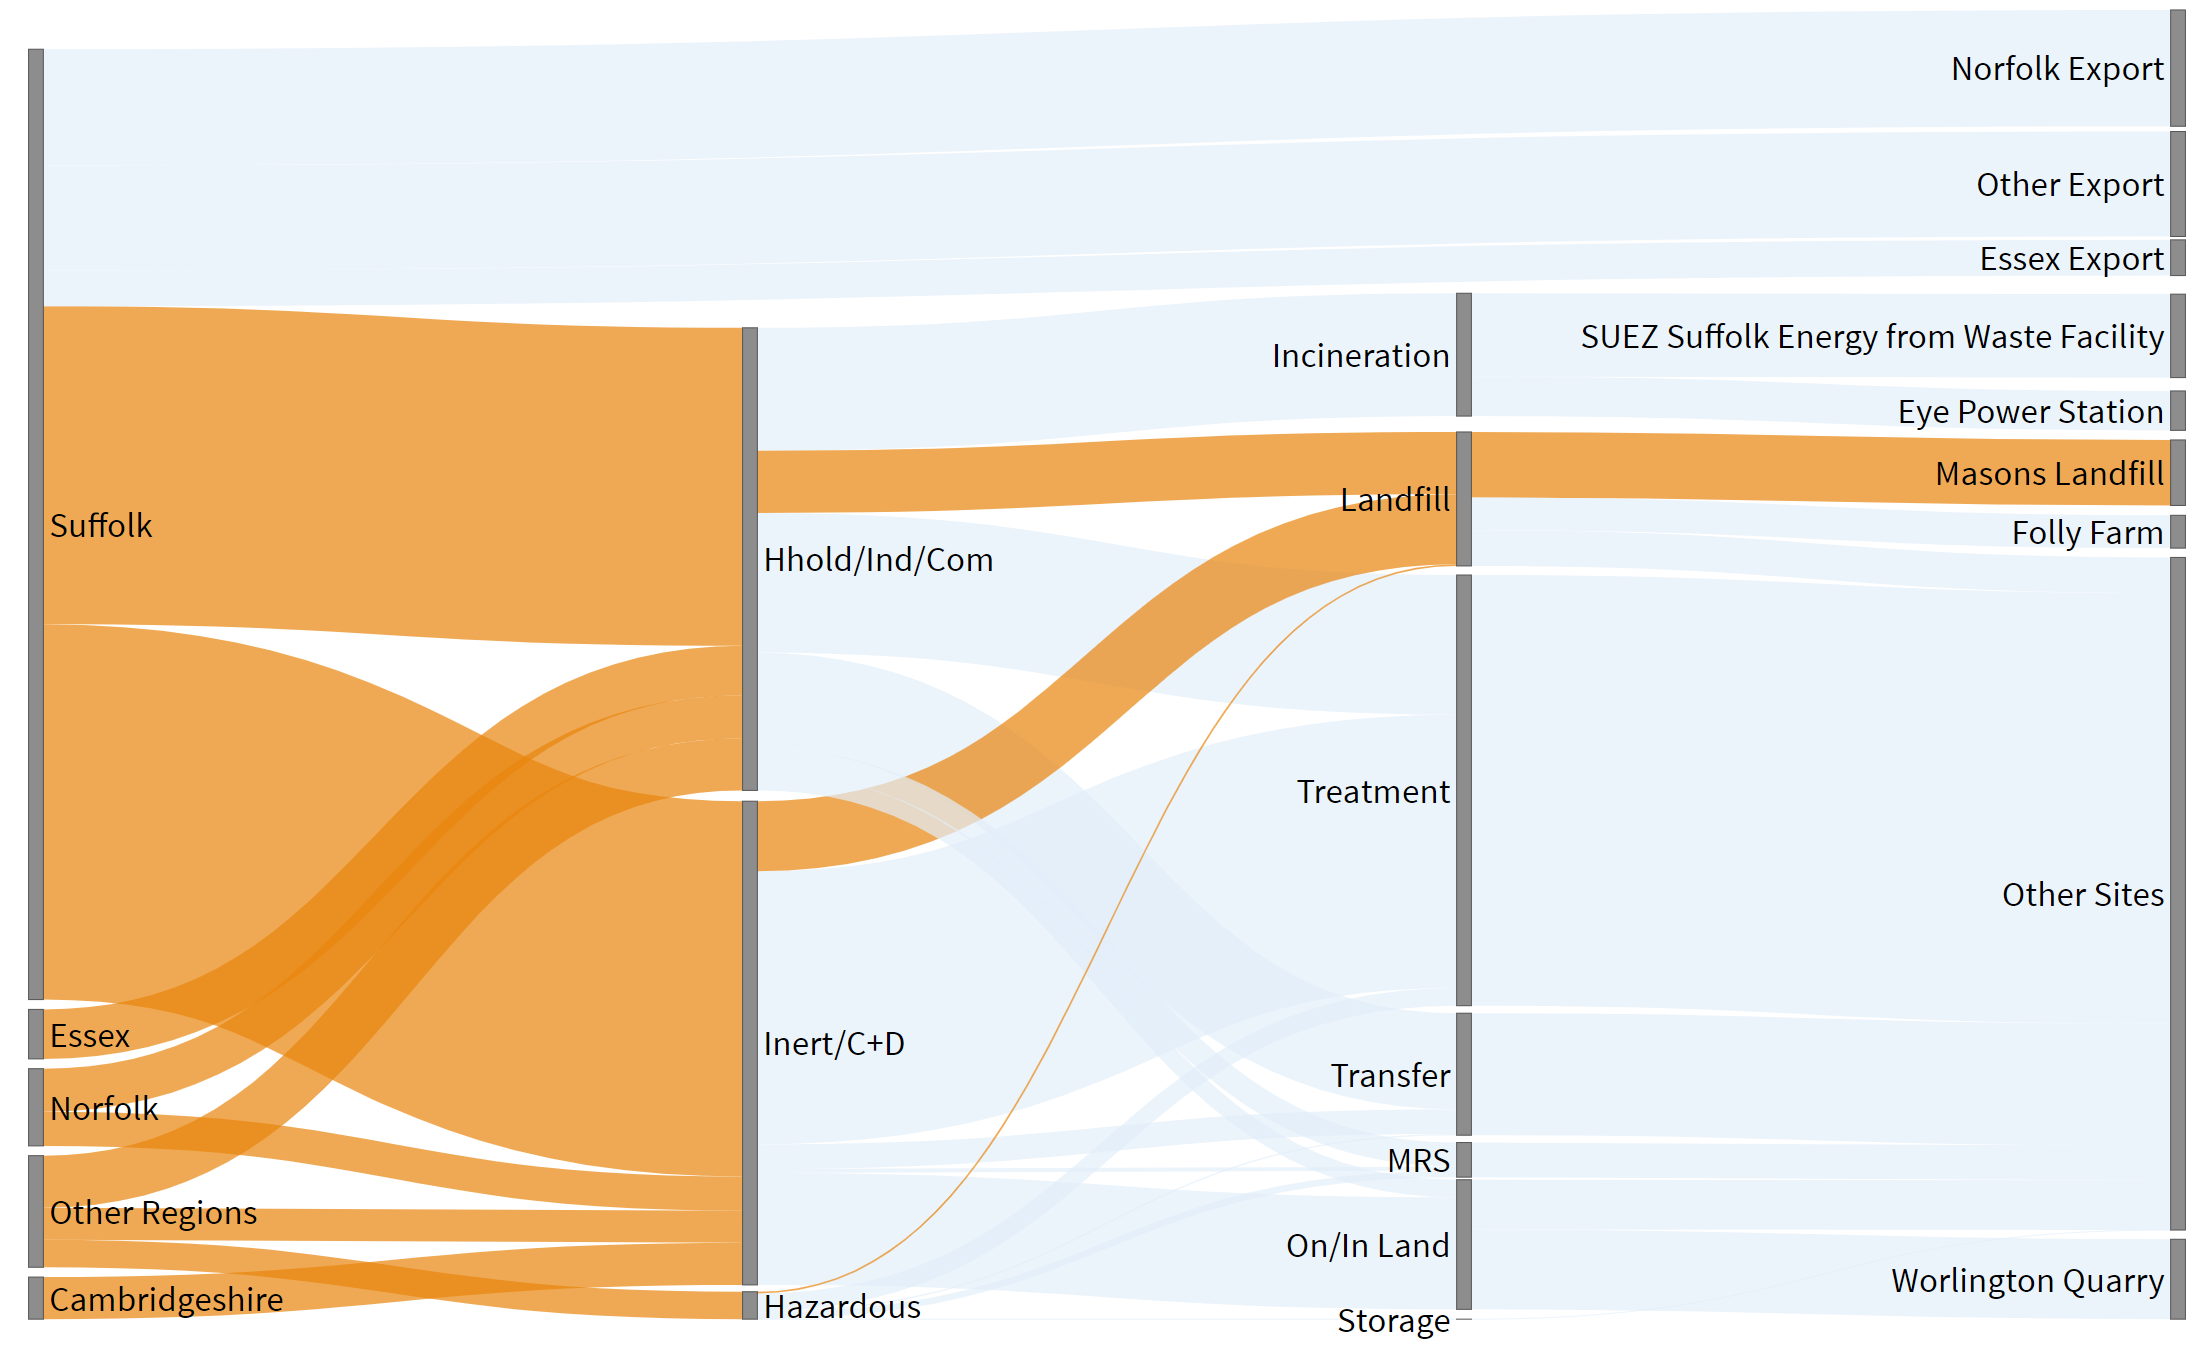 Suffolk
Essex
Norfolk
Other Regions
Cambridgeshire
Hhold/Ind/Com
Inert/C+D
Hazardous
Incineration
Landfill
Treatment
Transfer
MRS
On/In Land
Storage
Norfolk Export
Other Export
Essex Export
SUEZ Suffolk Energy from Waste Facility
Eye Power Station
Masons Landfill
Folly Farm
Other Sites
Worlington Quarry